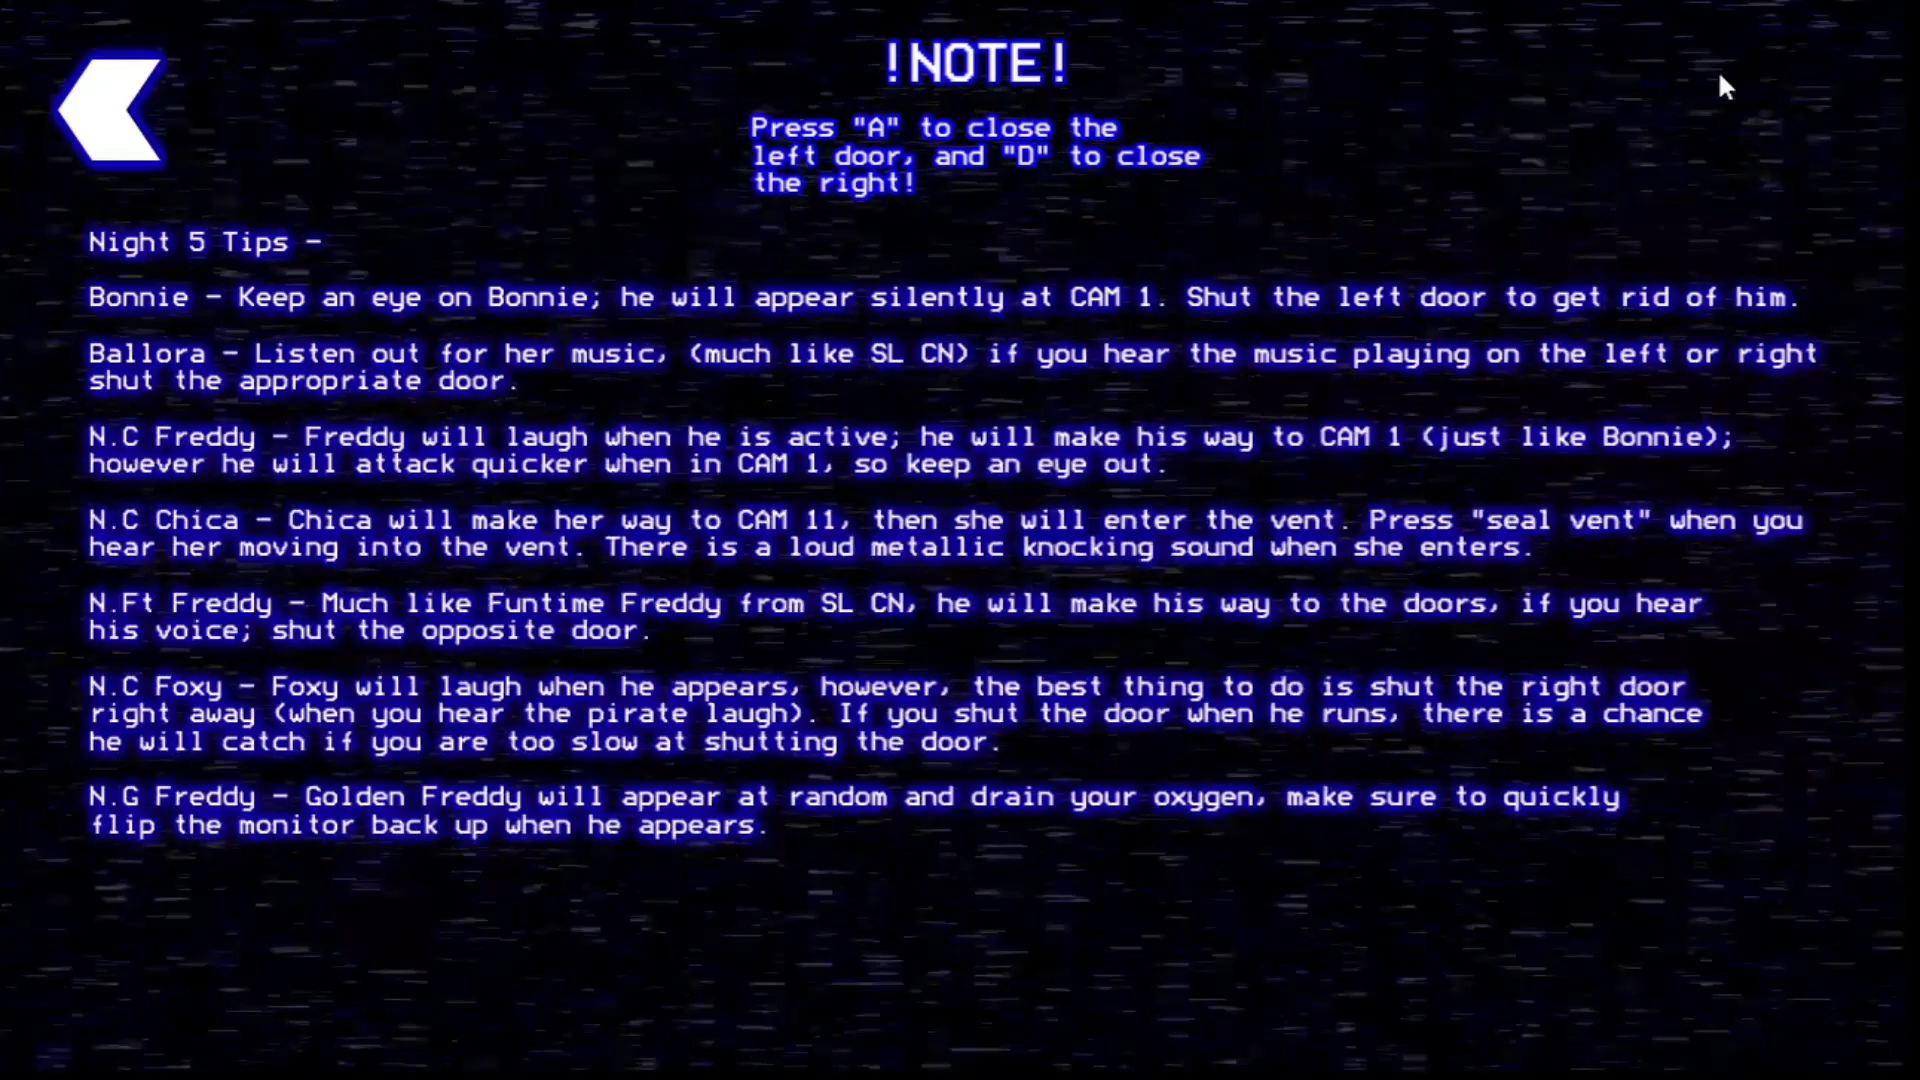 !NOTE!
Press "A" to close the
left door, and "D" to close
the right!
Night 5 Tips -
Bonnie - Keep an eye on Bonnie; he will appear silently at CAM 1. Shut the left door to get rid of him.
Ballora - Listen out for her music, (much like SL CN) if you hear the music playing on the left or right
shut the appropriate door.
N.C Freddy - Freddy will laugh when he is active; he will make his way to CAM 1 (just like Bonnie);
however he will attack quicker when in CAM 1, so keep an eye out.
N.C Chica - Chica will make her way to CAM 11, then she will enter the vent. Press "seal vent" when you
hear her moving into the vent. There is a loud metallic knocking sound when she enters.
N.Ft Freddy - Much like Funtime Freddy from SL CN, he will make his way to the doors, if you hear
his voice; shut the opposite door.
N.C Foxy - Foxy will laugh when he appears, however, the best thing to do is shut the right door
right away (when you hear the pirate laugh). If you shut the door when he runs, there is a chance
he will catch if you are too slow at shutting the door.
N.G Freddy - Golden Freddy will appear at random and drain your oxygen, make sure to quickly
flip the monitor back up when he appears.